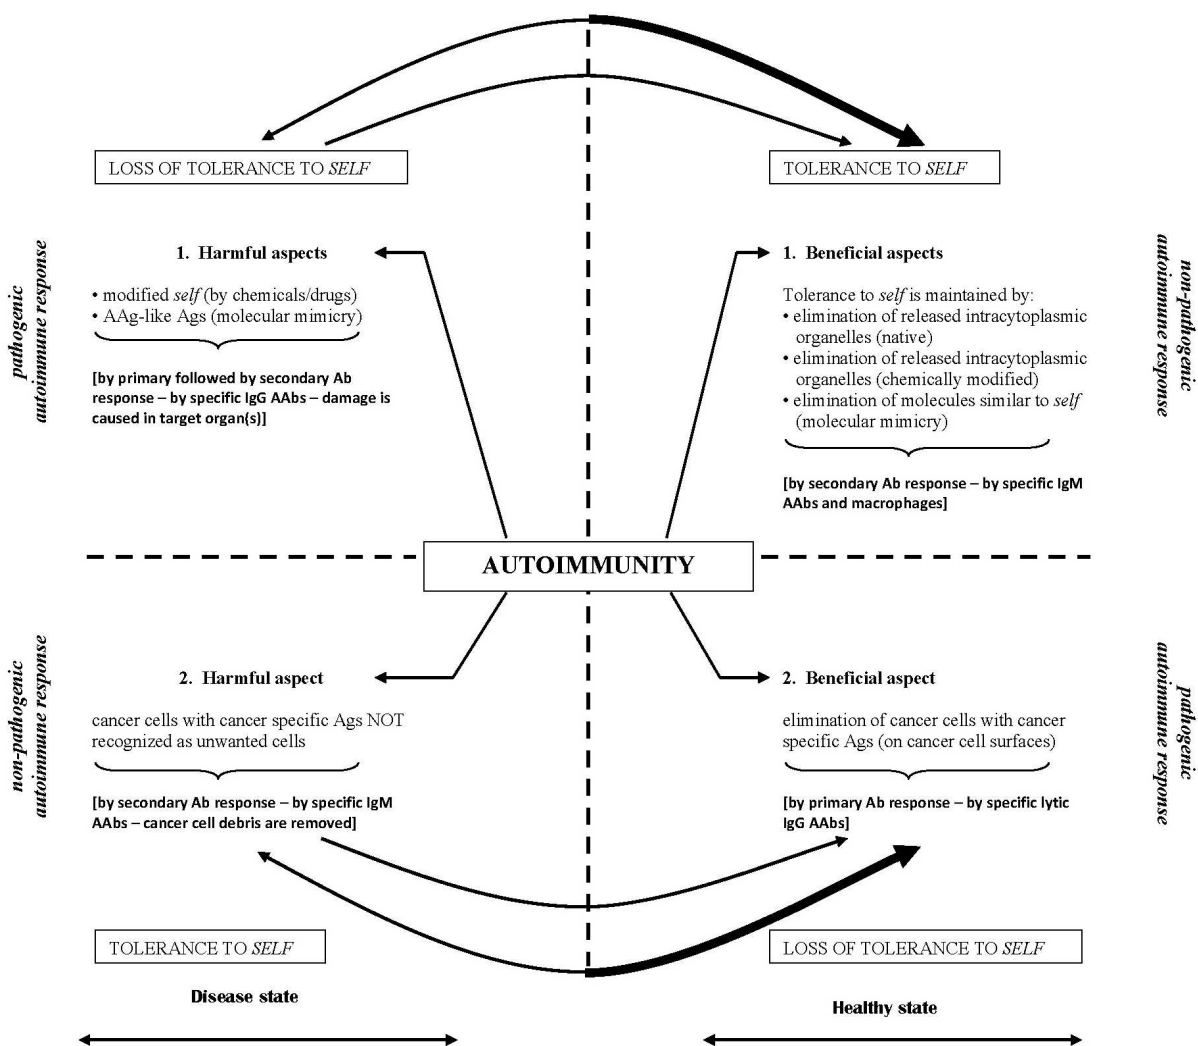 LOSS OF TOLERANCE TO SELF
TOLERANCE TO SELF
pathogenic
autoimmune response
1. Harmful aspects
• modified self (by chemicals/drugs)
• AAg-like Ags (molecular mimicry)
[by primary followed by secondary Ab
response – by specific IgG AAbs – damage is
caused in target organ(s)]
1. Beneficial aspects
Tolerance to self is maintained by:
• elimination of released intracytoplasmic
organelles (native)
• elimination of released intracytoplasmic
organelles (chemically modified)
• elimination of molecules similar to self
(molecular mimicry)
[by secondary Ab response – by specific IgM
AAbs and macrophages]
non-pathogenic
autoimmune response
AUTOIMMUNITY
non-pathogenic
autoimmune response
2. Harmful aspect
cancer cells with cancer specific Ags NOT
recognized as unwanted cells
[by secondary Ab response – by specific IgM
AAbs – cancer cell debris are removed]
2. Beneficial aspect
elimination of cancer cells with cancer
specific Ags (on cancer cell surfaces)
[by primary Ab response – by specific lytic
IgG AAbs]
pathogenic
autoimmune response
TOLERANCE TO SELF
LOSS OF TOLERANCE TO SELF
Disease state
Healthy state